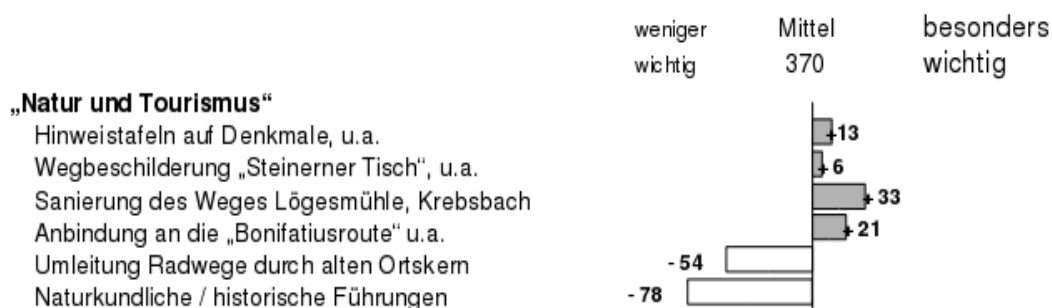 weniger Mittel besonders
wichtig 370 wichtig
„Natur und Tourismus“
Hinweistafeln auf Denkmale, u.a. +13
Wegbeschilderung „Steinerner Tisch“, u.a. + 6
Sanierung des Weges Lögesmühle, Krebsbach + 33
Anbindung an die „Bonifatiusroute“ u.a. + 21
Umleitung Radwege durch alten Ortskern - 54
Naturkundliche / historische Führungen - 78